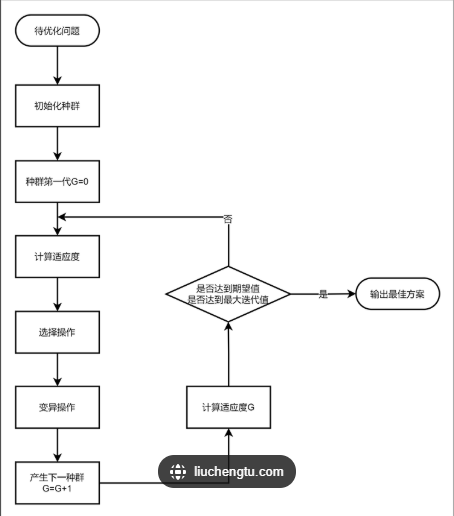 待优化问题
初始化种群
种群第一代G=0
否
计算适应度
是否达到期望值
是否达到最大迭代值
是
输出最佳方案
选择操作
变异操作
计算适应度G
产生下一种群
G=G+1
liuchengtu.com